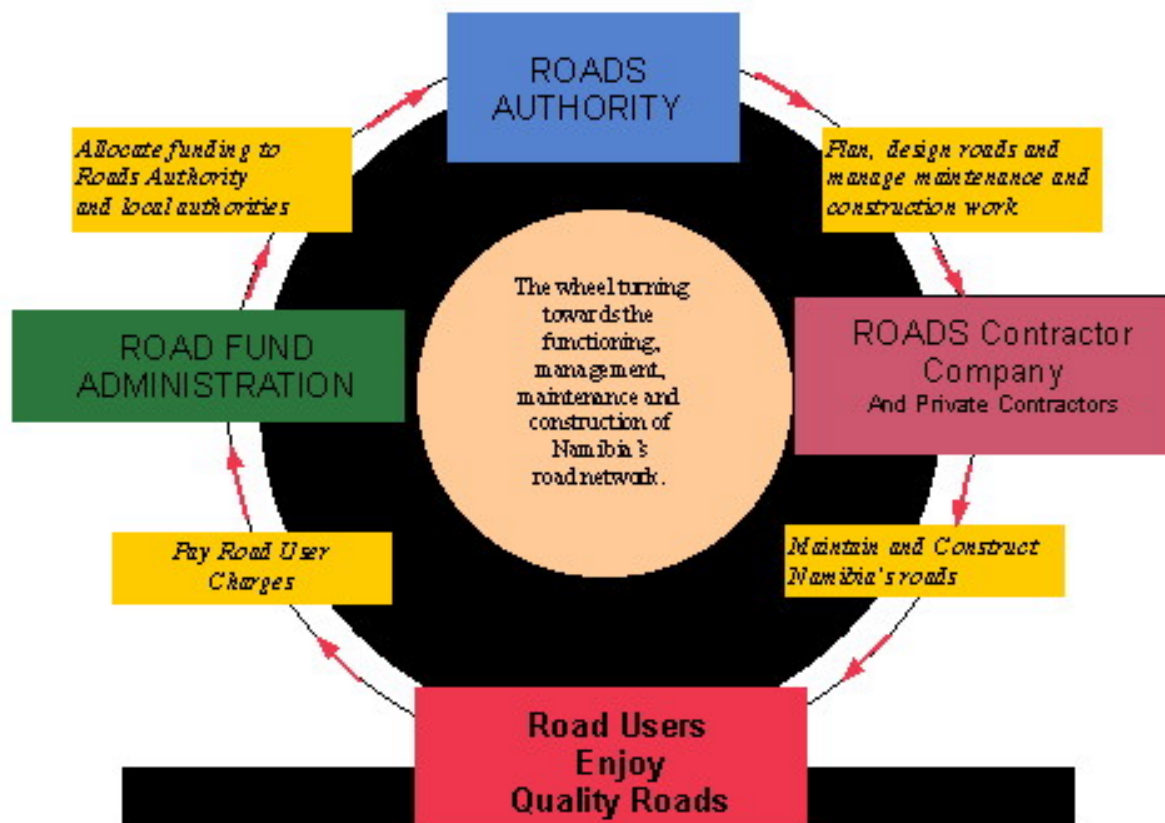 ROADS
AUTHORITY
Allocate funding to
Roads Authority
and local authorities
Plan, design roads and
manage maintenance and
construction work
The wheel turning
towards the
functioning,
management,
maintenance and
construction of
Namibia's
road network.
ROAD FUND
ADMINISTRATION
ROADS Contractor
Company
And Private Contractors
Pay Road User
Charges
Maintain and Construct
Namibia's roads
Road Users
Enjoy
Quality Roads